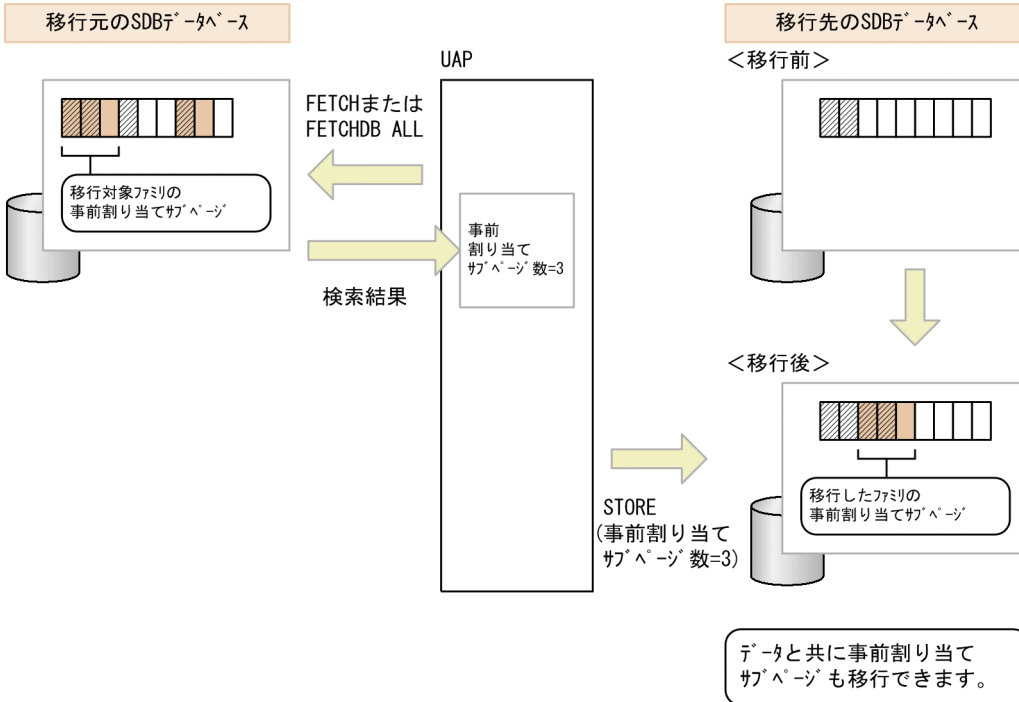 移行元のSDBﾃﾞｰﾀﾍﾞｰｽ
移行対象ﾌｧﾐﾘの
事前割り当てｻﾌﾞﾍﾟｰｼﾞ
FETCHまたは
FETCHDB ALL
検索結果
UAP
事前
割り当て
ｻﾌﾞﾍﾟｰｼﾞ数=3
STORE
(事前割り当て
ｻﾌﾞﾍﾟｰｼﾞ数=3)
移行先のSDBﾃﾞｰﾀﾍﾞｰｽ
＜移行前＞
＜移行後＞
移行したﾌｧﾐﾘの
事前割り当てｻﾌﾞﾍﾟｰｼﾞ
ﾃﾞｰﾀと共に事前割り当て
ｻﾌﾞﾍﾟｰｼﾞも移行できます。